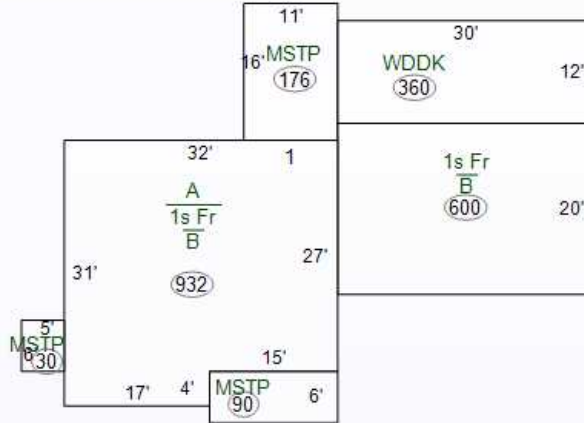 11'
30'
16' MSTP
176
WDDK
360
12'
32'
1
A
1s Fr
B
1s Fr
B
600
20'
27'
31'
932
5'
MSTP
6'
30
15'
17'
4'
MSTP
90
6'